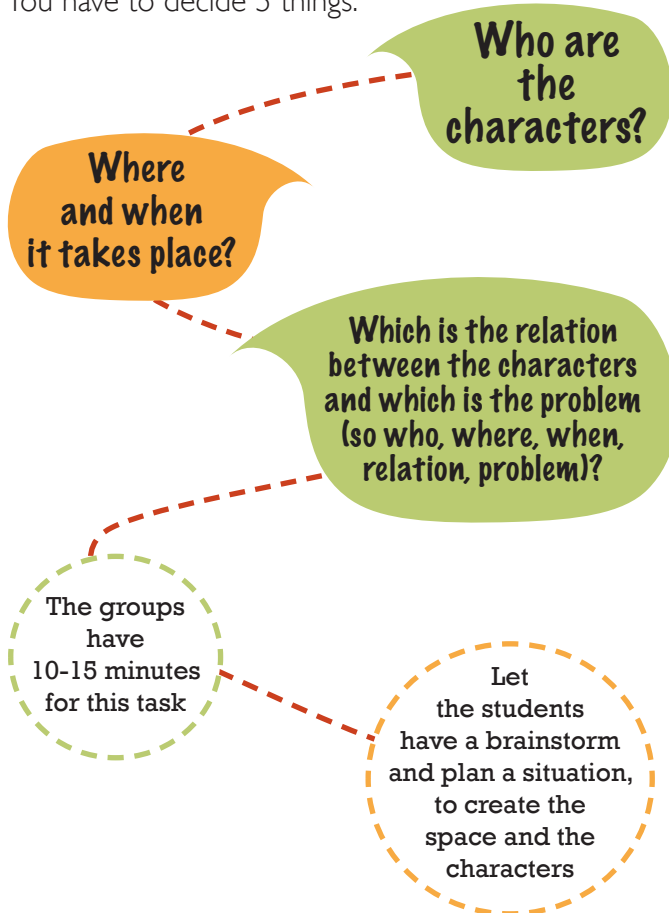 You have to decide 5 things:
Who are
the
characters?
Where
and when
it takes place?
Which is the relation
between the characters
and which is the problem
(so who, where, when,
relation, problem)?
The groups
have
10-15 minutes
for this task
Let
the students
have a brainstorm
and plan a situation,
to create the
space and the
characters